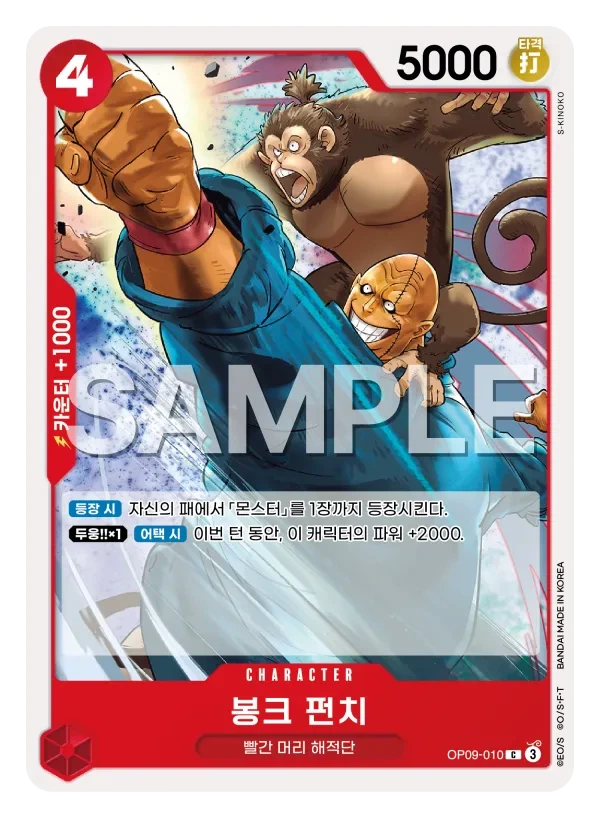 4
5000
타격
打
S-KINOKO
⚡카운터 +1000
SAMPLE
등장 시 자신의 패에서 「몬스터」를 1장까지 등장시킨다.
두웅!!×1 어택 시 이번 턴 동안, 이 캐릭터의 파워 +2000.
CHARACTER
봉크 펀치
빨간 머리 해적단
OP09-010 C 3
©EO/S ©O/S·F·T BANDAI MADE IN KOREA